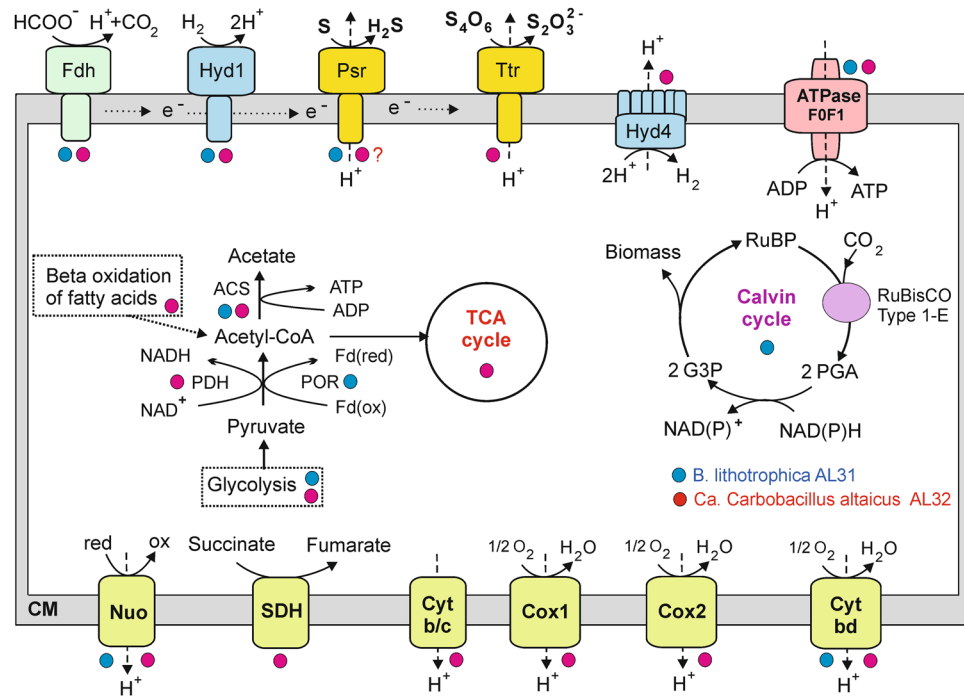 HCOO⁻ H⁺+CO₂
H₂ 2H⁺
S H₂S
S₄O₆ S₂O₃²⁻
H⁺
Fdh
Hyd1
Psr
Ttr
Hyd4
ATPase
F0F1
e⁻
e⁻
e⁻
e⁻
?
H⁺
H⁺
2H⁺ H₂
ADP ATP
H⁺
Beta oxidation
of fatty acids
Acetate
ACS
ATP
ADP
Acetyl-CoA
NADH
Fd(red)
PDH
POR
NAD⁺
Fd(ox)
Pyruvate
Glycolysis
TCA
cycle
Biomass
RuBP
CO₂
RuBisCO
Type 1-E
Calvin
cycle
2 G3P
2 PGA
NAD(P)⁺
NAD(P)H
B. lithotrophica AL31
Ca. Carbobacillus altaicus AL32
CM
red ox
Nuo
H⁺
Succinate Fumarate
SDH
Cyt
b/c
H⁺
1/2 O₂ H₂O
Cox1
H⁺
1/2 O₂ H₂O
Cox2
H⁺
1/2 O₂ H₂O
Cyt
bd
H⁺